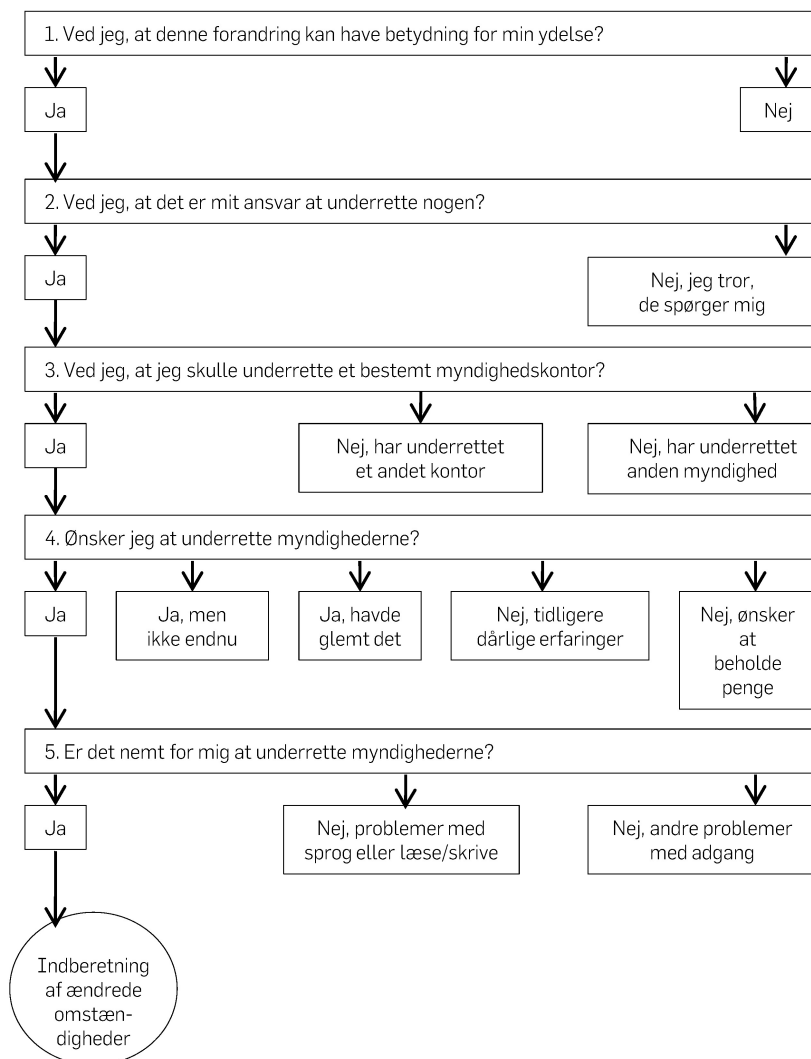 1. Ved jeg, at denne forandring kan have betydning for min ydelse?
Ja
Nej
2. Ved jeg, at det er mit ansvar at underrette nogen?
Ja
Nej, jeg tror,
de spørger mig
3. Ved jeg, at jeg skulle underrette et bestemt myndighedskontor?
Ja
Nej, har underrettet
et andet kontor
Nej, har underrettet
anden myndighed
4. Ønsker jeg at underrette myndighederne?
Ja
Ja, men
ikke endnu
Ja, havde
glemt det
Nej, tidligere
dårlige erfaringer
Nej, ønsker
at
beholde
penge
5. Er det nemt for mig at underrette myndighederne?
Ja
Nej, problemer med
sprog eller læse/skrive
Nej, andre problemer
med adgang
Indberetning
af ændrede
omstæn-
digheder